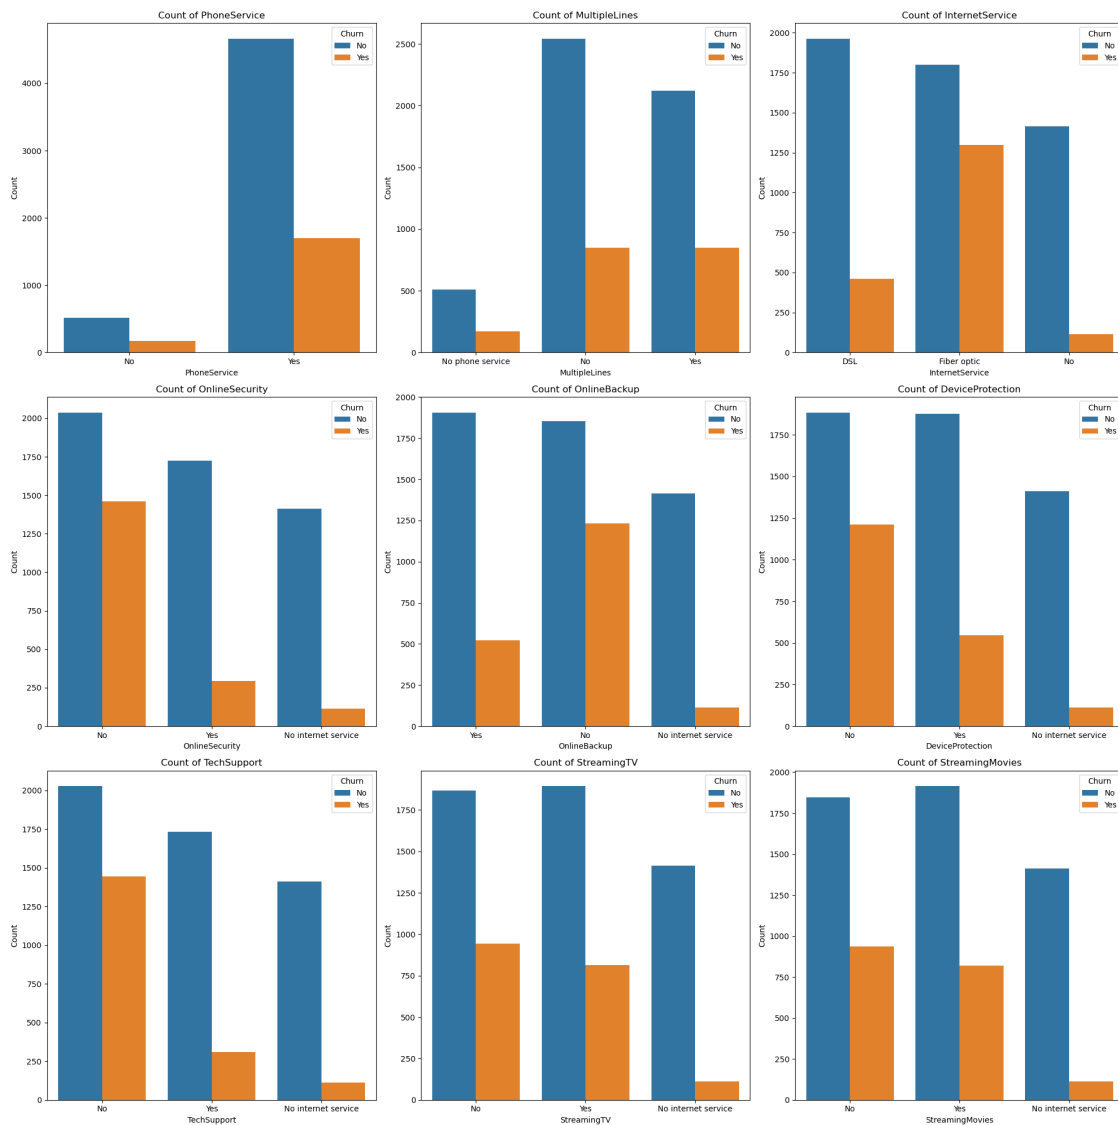 Count of PhoneService
Churn
No
Yes
4000
3000
2000
1000
0
Count
No
Yes
PhoneService
Count of MultipleLines
Churn
No
Yes
2500
2000
1500
1000
500
0
Count
No phone service
No
Yes
MultipleLines
Count of InternetService
Churn
No
Yes
2000
1750
1500
1250
1000
750
500
250
0
Count
DSL
Fiber optic
No
InternetService
Count of OnlineSecurity
Churn
No
Yes
2000
1750
1500
1250
1000
750
500
250
0
Count
No
Yes
No internet service
OnlineSecurity
Count of OnlineBackup
Churn
No
Yes
2000
1750
1500
1250
1000
750
500
250
0
Count
Yes
No
No internet service
OnlineBackup
Count of DeviceProtection
Churn
No
Yes
1750
1500
1250
1000
750
500
250
0
Count
No
Yes
No internet service
DeviceProtection
Count of TechSupport
Churn
No
Yes
2000
1750
1500
1250
1000
750
500
250
0
Count
No
Yes
No internet service
TechSupport
Count of StreamingTV
Churn
No
Yes
1750
1500
1250
1000
750
500
250
0
Count
No
Yes
No internet service
StreamingTV
Count of StreamingMovies
Churn
No
Yes
2000
1750
1500
1250
1000
750
500
250
0
Count
No
Yes
No internet service
StreamingMovies